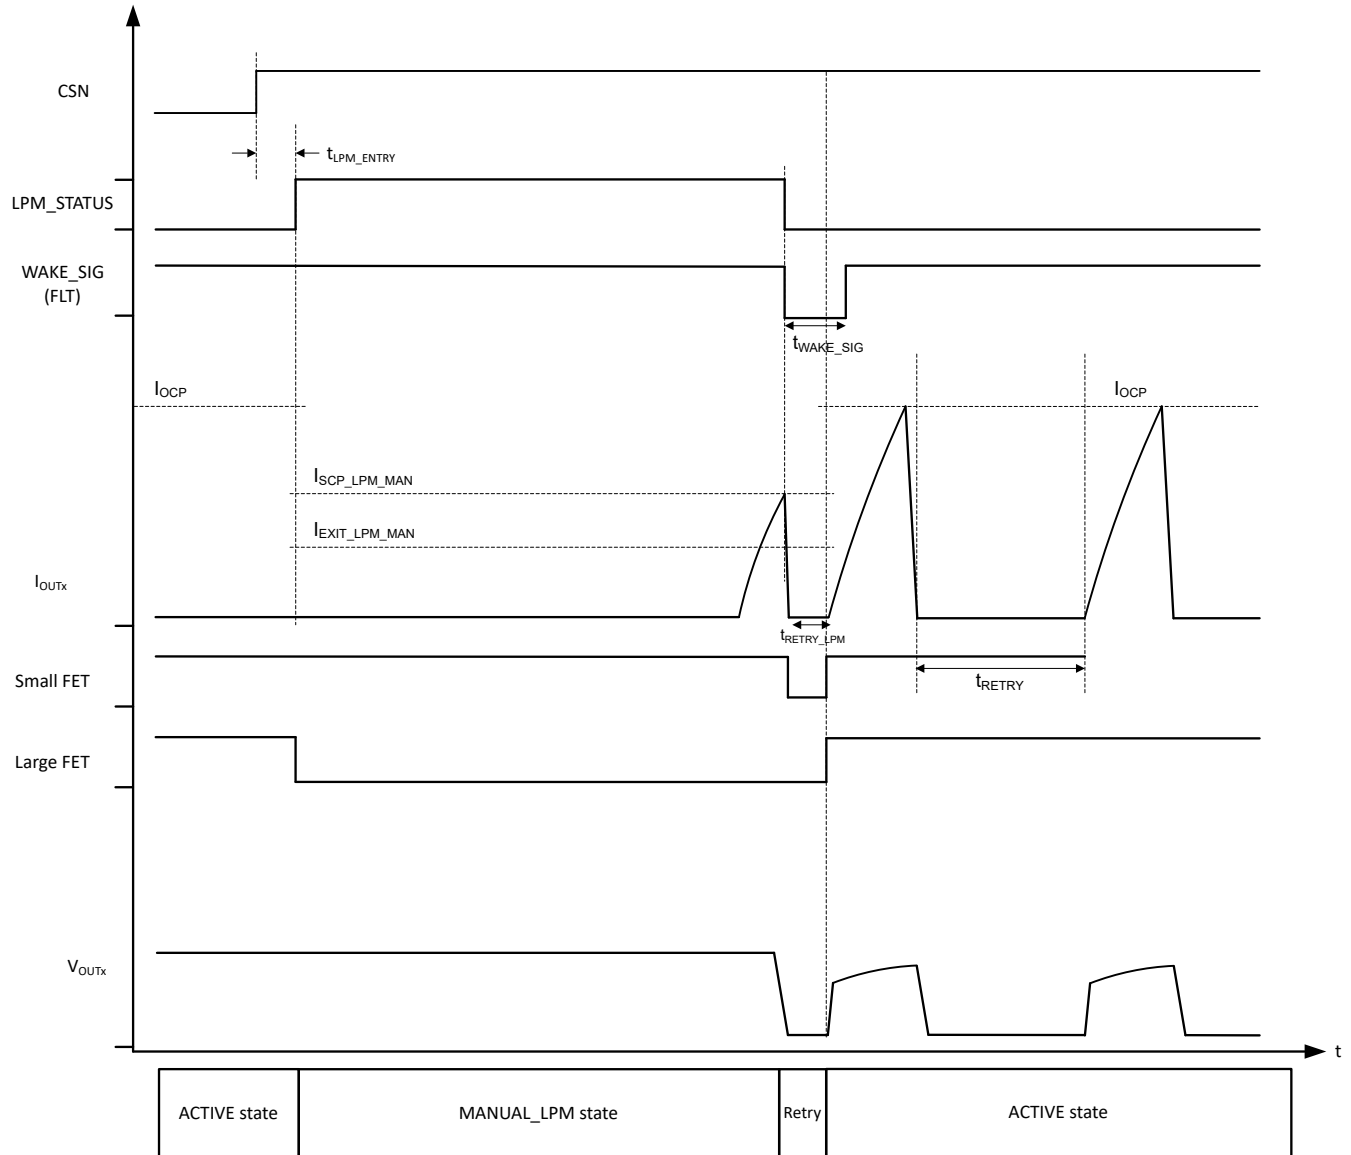 CSN
tLPM_ENTRY
LPM_STATUS
WAKE_SIG
(FLT)
tWAKE_SIG
IOCP
IOCP
ISCP_LPM_MAN
IEXIT_LPM_MAN
IOUTx
tRETRY_LPM
Small FET
tRETRY
Large FET
VOUTx
t
ACTIVE state
MANUAL_LPM state
Retry
ACTIVE state